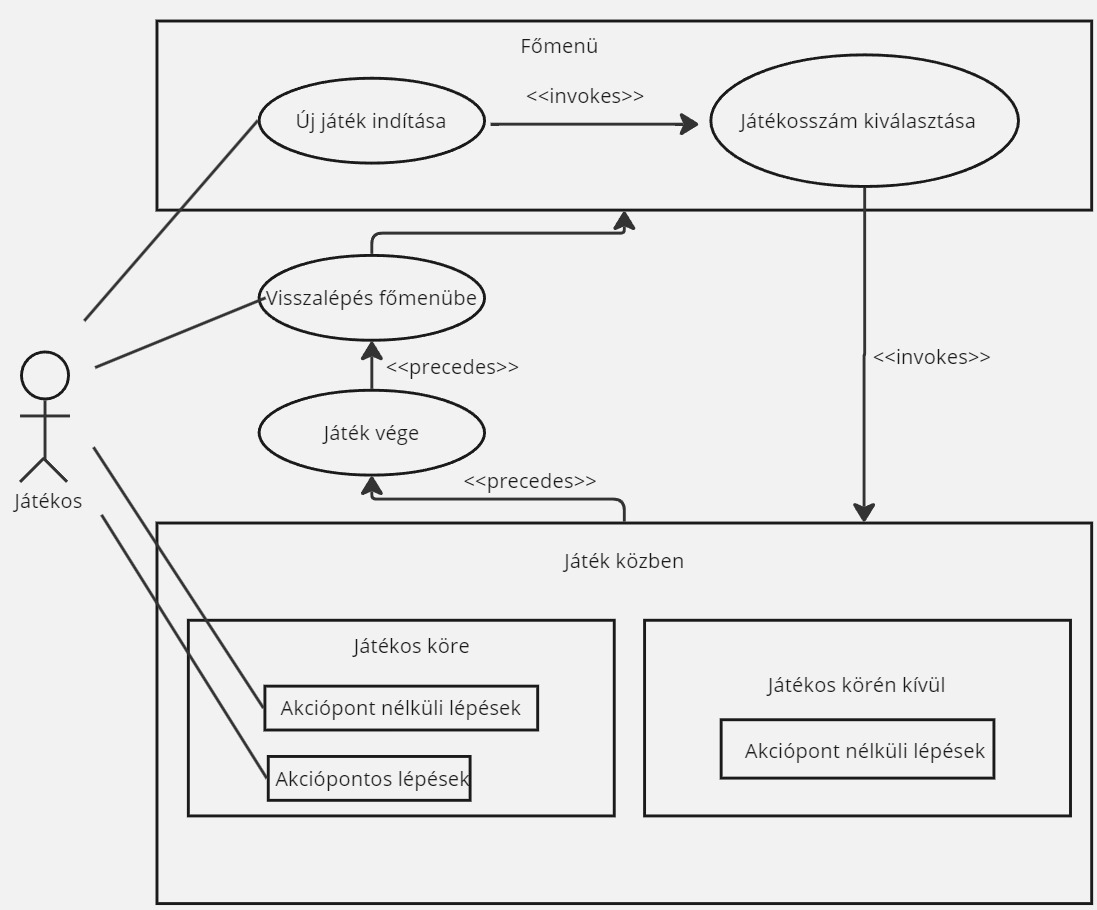 Főmenü
<<invokes>>
Új játék indítása
Játékosszám kiválasztása
Visszalépés főmenübe
<<precedes>>
<<invokes>>
Játék vége
<<precedes>>
Játékos
Játék közben
Játékos köre
Játékos körén kívül
Akciópont nélküli lépések
Akciópont nélküli lépések
Akciópontos lépések